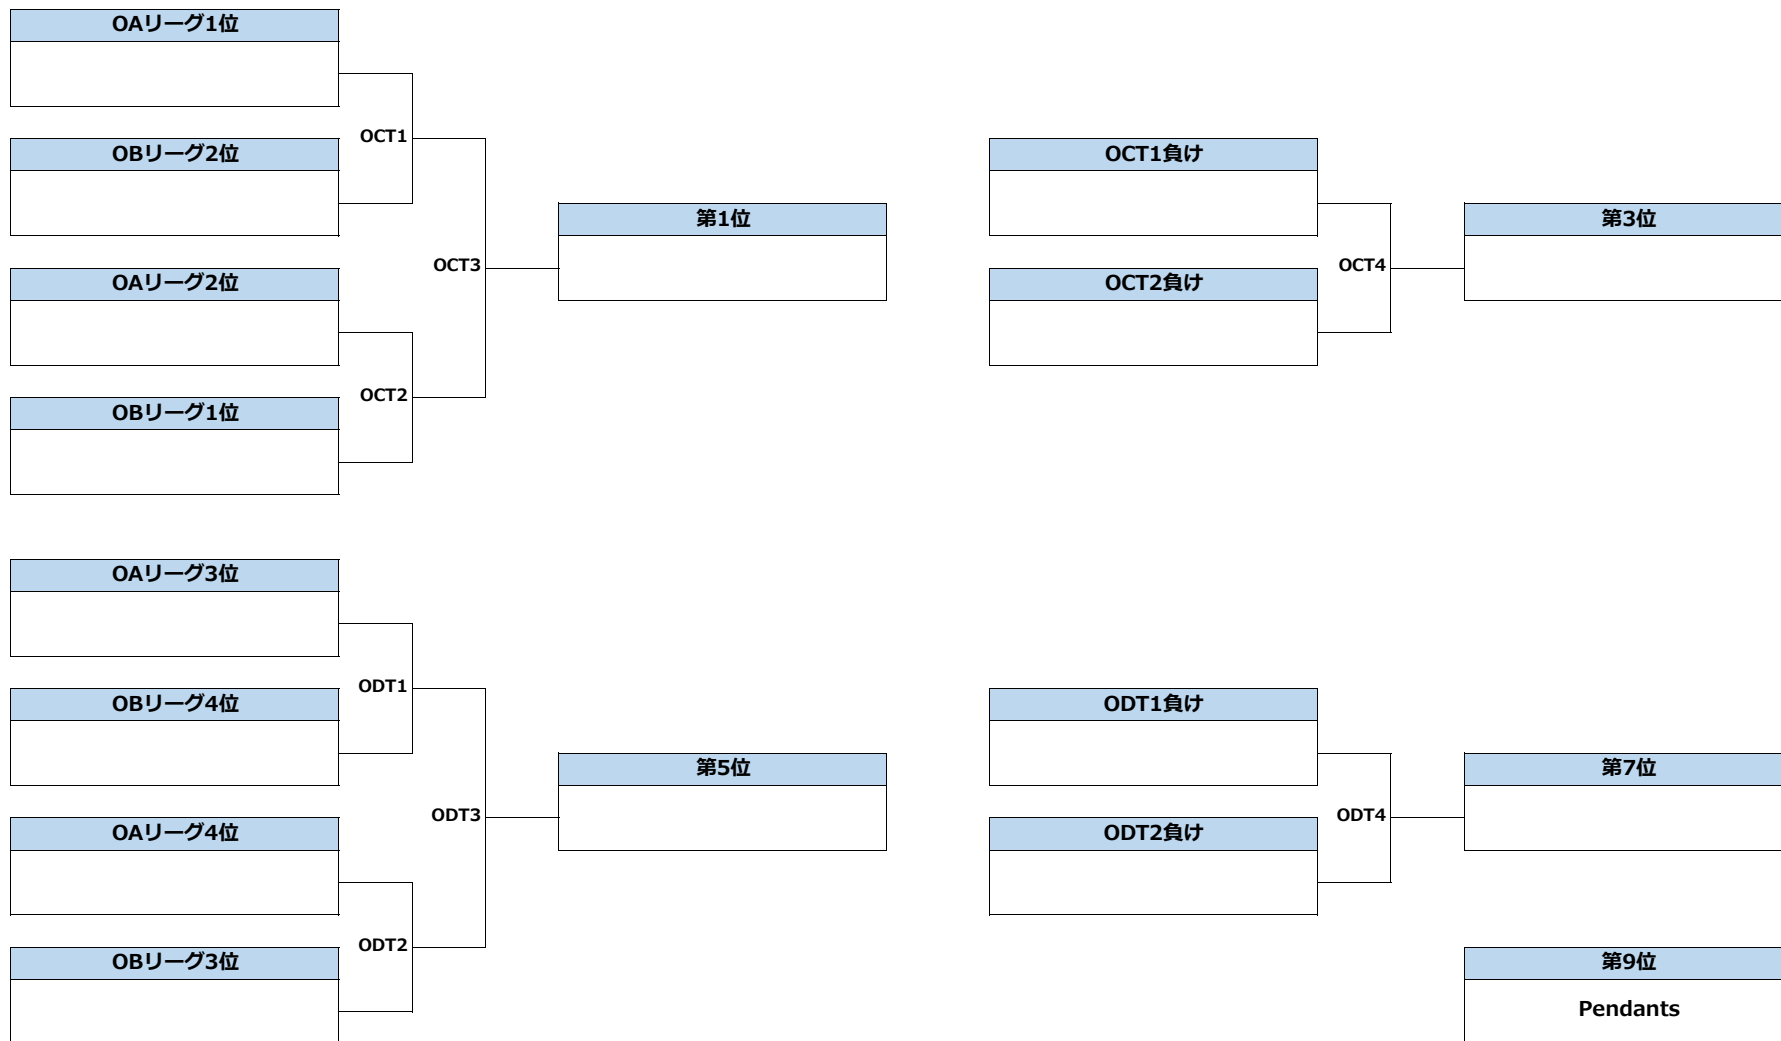 OAリーグ1位
OCT1
OBリーグ2位
OCT1負け
第1位
第3位
OCT3
OCT4
OAリーグ2位
OCT2負け
OCT2
OBリーグ1位
OAリーグ3位
ODT1
OBリーグ4位
ODT1負け
第5位
第7位
ODT3
ODT4
OAリーグ4位
ODT2負け
ODT2
OBリーグ3位
第9位
Pendants